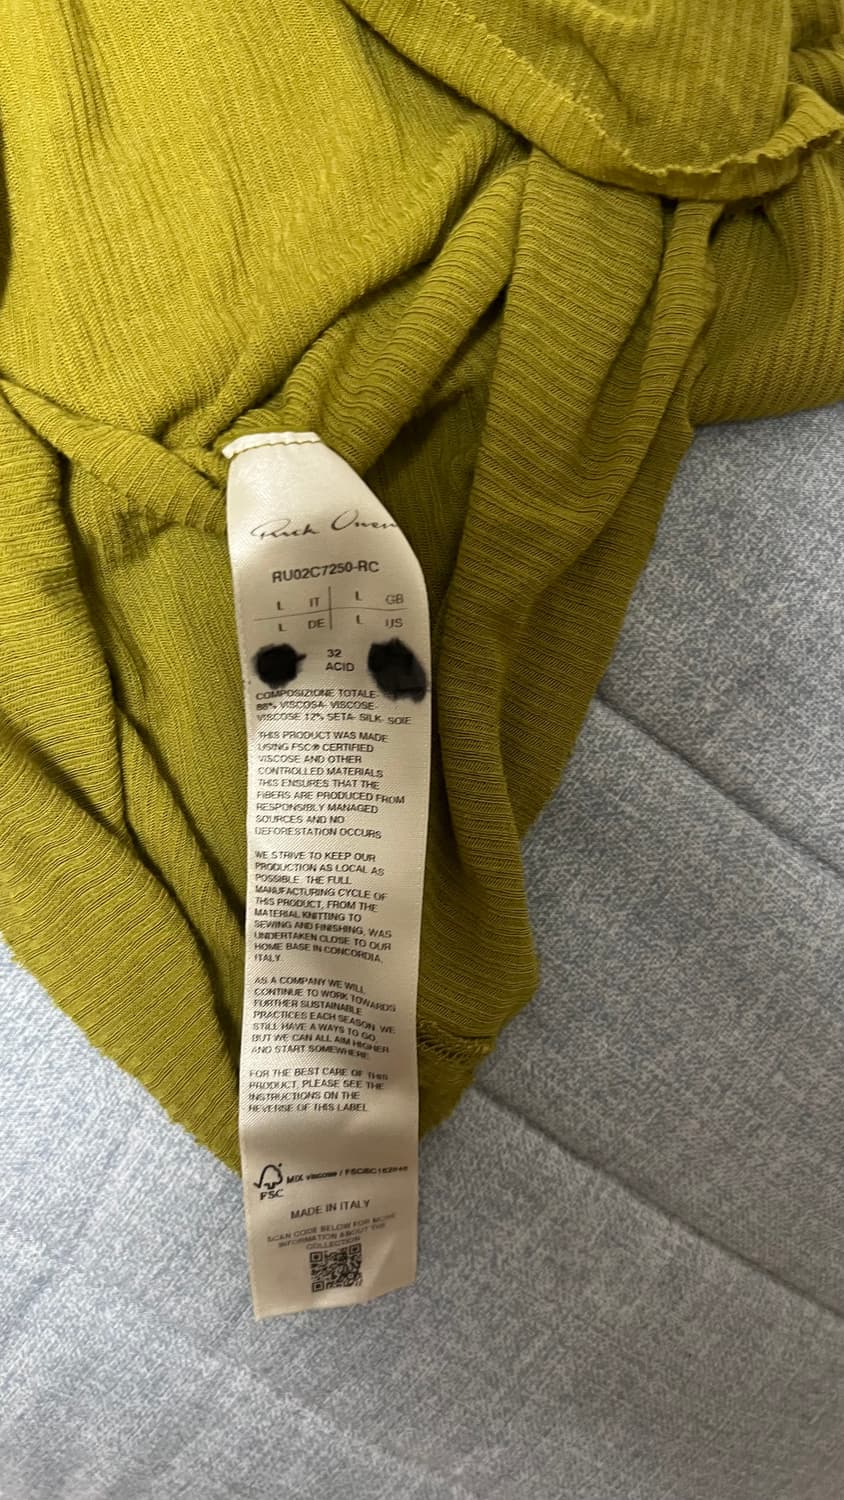 Rick Owen
RU02C7250-RC
L IT L GB
L DE L US
32
ACID
COMPOSIZIONE TOTALE-
88% VISCOSA- VISCOSE-
VISCOSE 12% SETA- SILK- SOIE
THIS PRODUCT WAS MADE
USING FSC® CERTIFIED
VISCOSE AND OTHER
CONTROLLED MATERIALS
THIS ENSURES THAT THE
FIBERS ARE PRODUCED FROM
RESPONSIBLY MANAGED
SOURCES AND NO
DEFORESTATION OCCURS
WE STRIVE TO KEEP OUR
PRODUCTION AS LOCAL AS
POSSIBLE. THE FULL
MANUFACTURING CYCLE OF
THIS PRODUCT, FROM THE
MATERIAL KNITTING TO
SEWING AND FINISHING, WAS
UNDERTAKEN CLOSE TO OUR
HOME BASE IN CONCORDIA,
ITALY.
AS A COMPANY WE WILL
CONTINUE TO WORK TOWARDS
FURTHER SUSTAINABLE
PRACTICES EACH SEASON. WE
STILL HAVE A WAYS TO GO
BUT WE CAN ALL AIM HIGHER
AND START SOMEWHERE
FOR THE BEST CARE OF THIS
PRODUCT, PLEASE SEE THE
INSTRUCTIONS ON THE
REVERSE OF THIS LABEL
MIX viscose /
FSC
MADE IN ITALY
SCAN CODE BELOW FOR MORE
INFORMATION ABOUT THE
COLLECTION